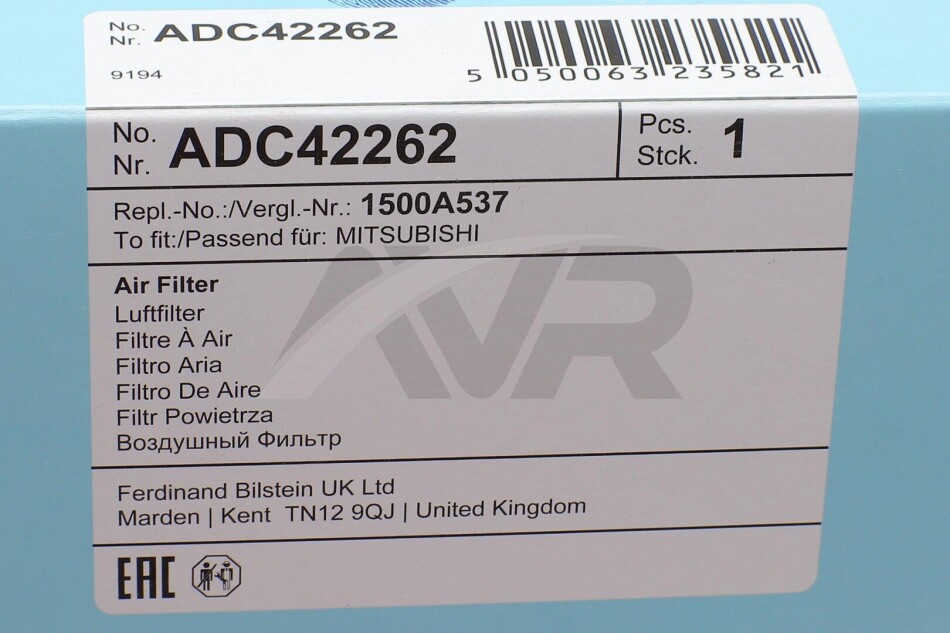 No. Nr. ADC42262
9194
5 050063 235821
No. Nr. ADC42262
Pcs. Stck. 1
Repl.-No.:/Vergl.-Nr.: 1500A537
To fit:/Passend für: MITSUBISHI
Air Filter
Luftfilter
Filtre À Air
Filtro Aria
Filtro De Aire
Filtr Powietrza
Воздушный Фильтр
Ferdinand Bilstein UK Ltd
Marden | Kent TN12 9QJ | United Kingdom
EAC
AVR